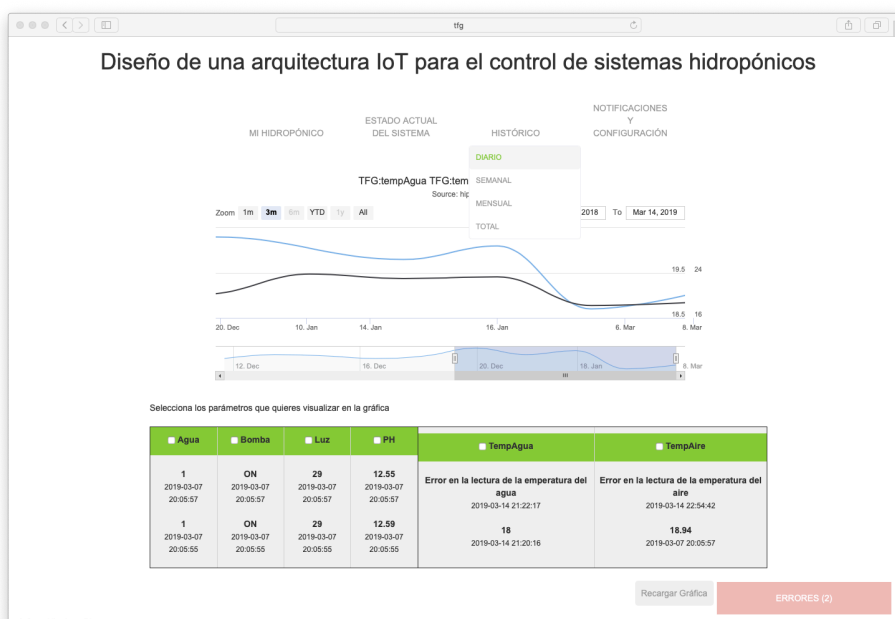 tfg
Diseño de una arquitectura IoT para el control de sistemas hidropónicos
MI HIDROPÓNICO
ESTADO ACTUAL
DEL SISTEMA
HISTÓRICO
NOTIFICACIONES
Y
CONFIGURACIÓN
DIARIO
SEMANAL
MENSUAL
TOTAL
TFG:tempAgua TFG:tem
Source: hip
Zoom 1m 3m 6m YTD 1y All
2018 To Mar 14, 2019
19.5 24
18.5 16
20. Dec 10. Jan 14. Jan 16. Jan 6. Mar 8. Mar
12. Dec 16. Dec 20. Dec 18. Jan 8. Mar
Selecciona los parámetros que quieres visualizar en la gráfica
Agua Bomba Luz PH TempAgua TempAire
1
2019-03-07
20:05:57
1
2019-03-07
20:05:55
ON
2019-03-07
20:05:57
ON
2019-03-07
20:05:55
29
2019-03-07
20:05:57
29
2019-03-07
20:05:55
12.55
2019-03-07
20:05:57
12.59
2019-03-07
20:05:55
Error en la lectura de la emperatura del
agua
2019-03-14 21:22:17
18
2019-03-14 21:20:16
Error en la lectura de la emperatura del
aire
2019-03-14 22:54:42
18.94
2019-03-07 20:05:57
Recargar Gráfica
ERRORES (2)